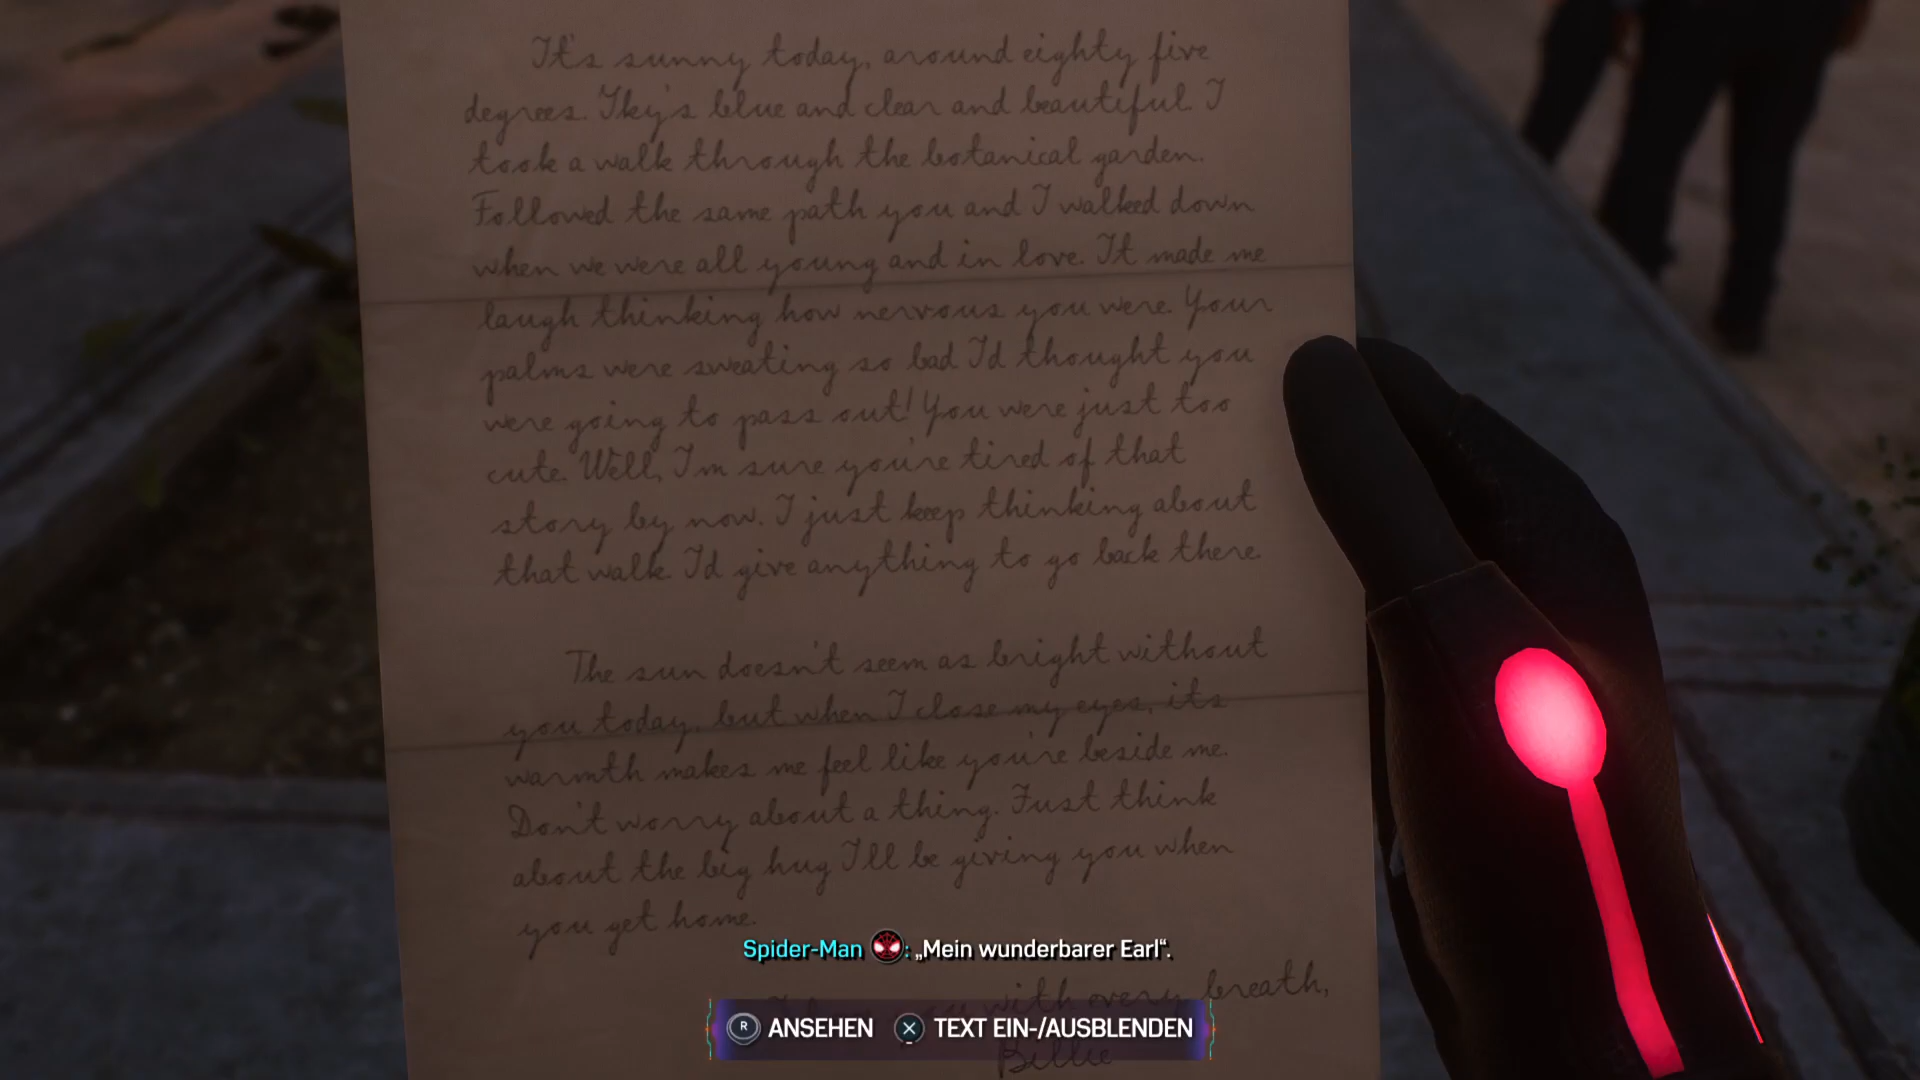 It's sunny today, around eighty five
degrees. Sky's blue and clear and beautiful. I
took a walk through the botanical garden.
Followed the same path you and I walked down
when we were all young and in love. It made me
laugh thinking how nervous you were. Your
palms were sweating so bad I'd thought you
were going to pass out! You were just too
cute. Well, I'm sure you're tired of that
story by now. I just keep thinking about
that walk. I'd give anything to go back there.
The sun doesn't seem as bright without
you today, but when I close my eyes, its
warmth makes me feel like you're beside me.
Don't worry about a thing. Just think
about the big hug I'll be giving you when
you get home.
Spider-Man : „Mein wunderbarer Earl“.
with every breath,
R ANSEHEN TEXT EIN-/AUSBLENDEN
Billie